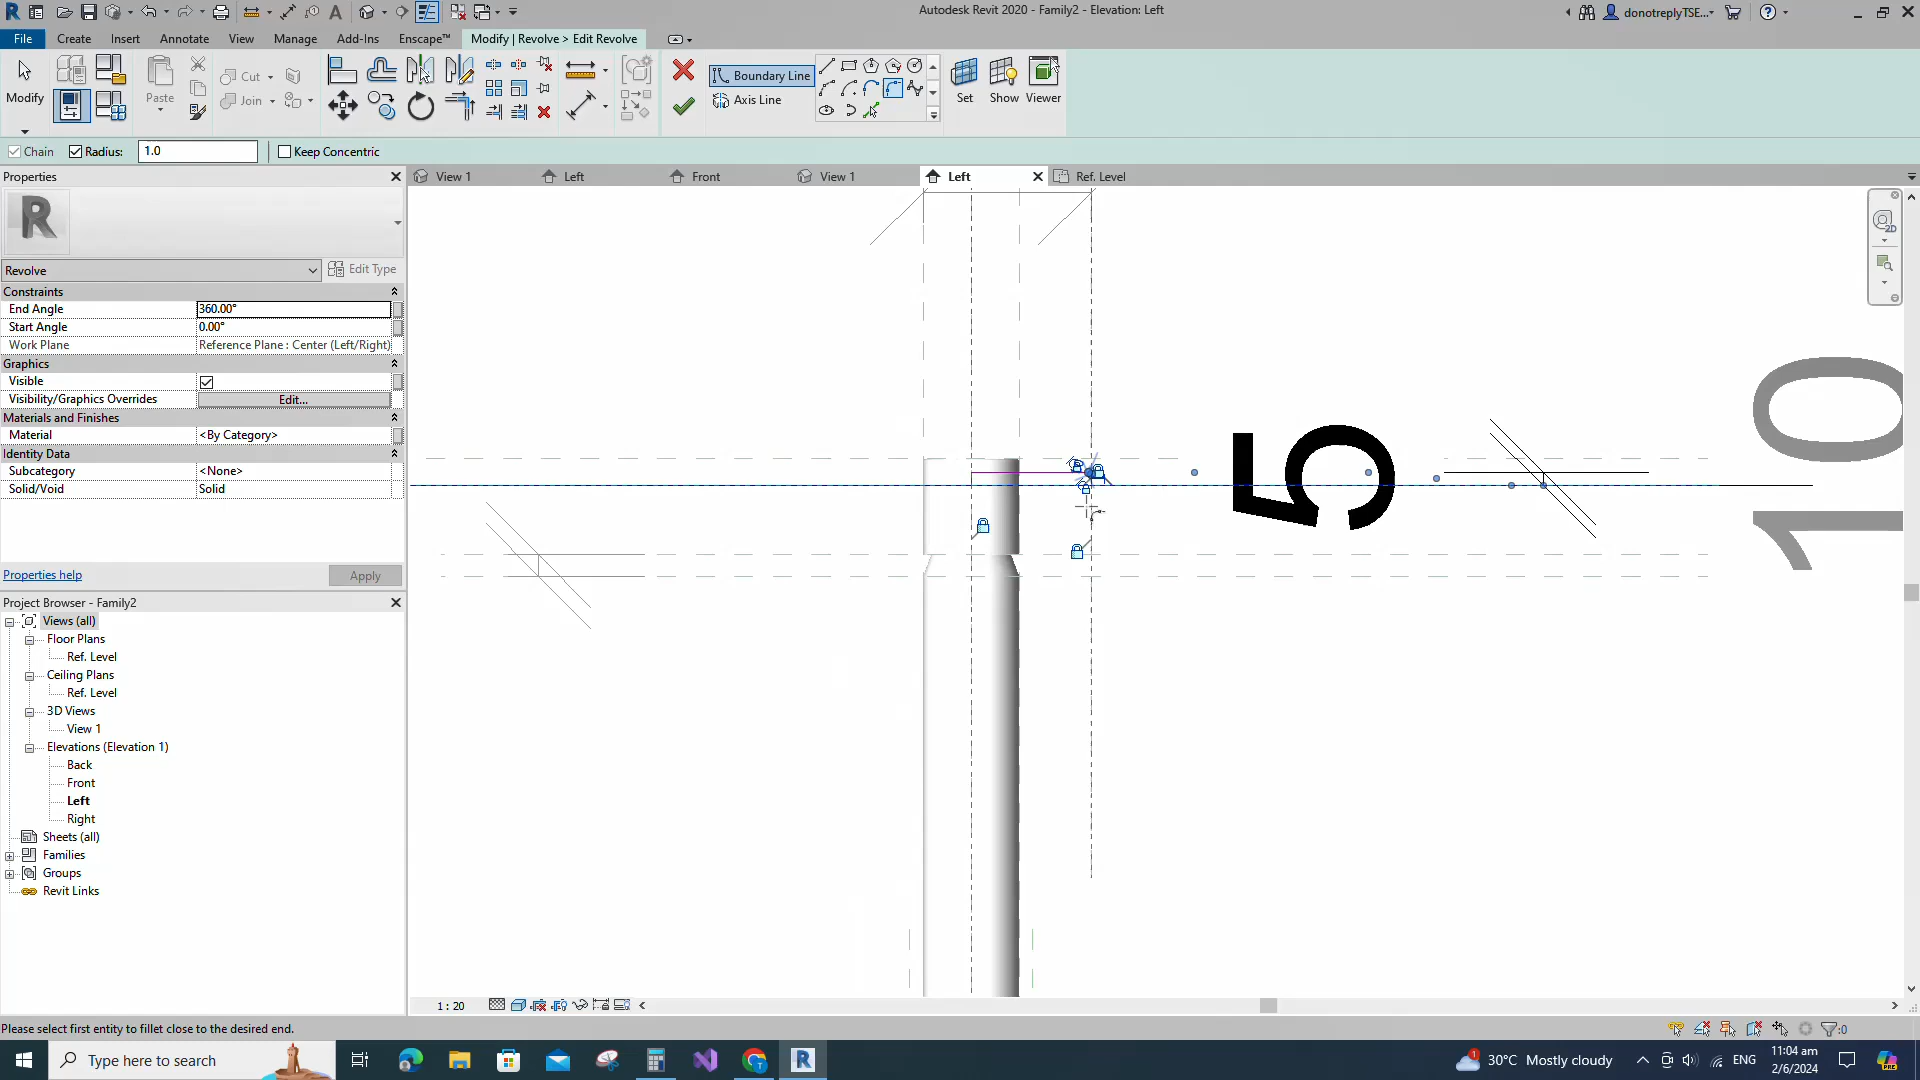 Autodesk Revit 2020 - Family2 - Elevation: Left
donotreplyTSE...
File
Create
Insert
Annotate
View
Manage
Add-Ins
Enscape™
Modify | Revolve > Edit Revolve
Modify
Paste
Cut
Join
Boundary Line
Axis Line
Set
Show
Viewer
Chain
Radius:
1.0
Keep Concentric
Properties
View 1
Left
Front
View 1
Left
Ref. Level
R
Revolve
Edit Type
Constraints
End Angle
360.00°
Start Angle
0.00°
Work Plane
Reference Plane : Center (Left/Right)
Graphics
Visible
Visibility/Graphics Overrides
Edit...
Materials and Finishes
Material
<By Category>
Identity Data
Subcategory
<None>
Solid/Void
Solid
Properties help
Apply
Project Browser - Family2
Views (all)
Floor Plans
Ref. Level
Ceiling Plans
Ref. Level
3D Views
View 1
Elevations (Elevation 1)
Back
Front
Left
Right
Sheets (all)
Families
Groups
Revit Links
5
10
2D
1 : 20
Please select first entity to fillet close to the desired end.
:0
Type here to search
1
30°C Mostly cloudy
ENG
11:04 am
2/6/2024
PRE